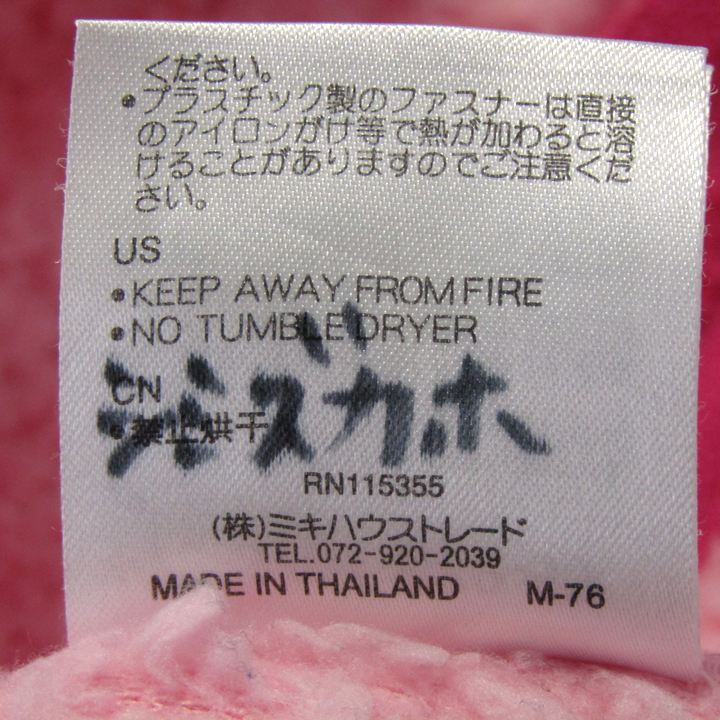 ください。
•プラスチック製のファスナーは直接
のアイロンがけ等で熱が加わると溶
けることがありますのでご注意くだ
さい。
US
•KEEP AWAY FROM FIRE
•NO TUMBLE DRYER
CN
•禁止烘干
RN115355
(株)ミキハウストレード
TEL.072-920-2039
MADE IN THAILAND M-76